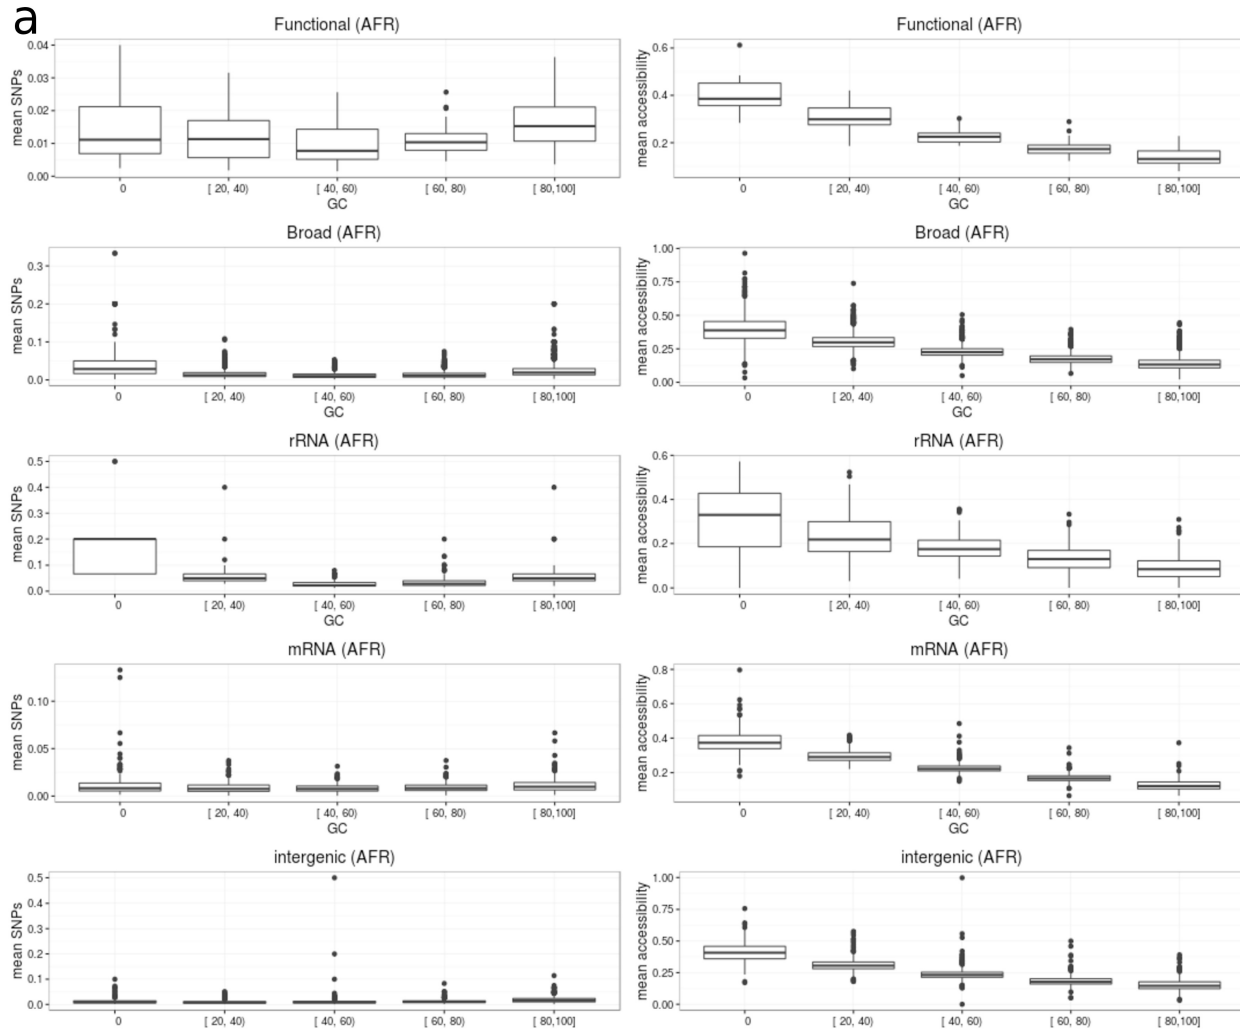 a
Functional (AFR)
mean SNPs
0.04
0.03
0.02
0.01
0.00
0 [ 20, 40) [ 40, 60) [ 60, 80) [ 80,100]
GC
Functional (AFR)
mean accessibility
0.6
0.4
0.2
0 [ 20, 40) [ 40, 60) [ 60, 80) [ 80,100]
GC
Broad (AFR)
mean SNPs
0.3
0.2
0.1
0.0
0 [ 20, 40) [ 40, 60) [ 60, 80) [ 80,100]
GC
Broad (AFR)
mean accessibility
1.00
0.75
0.50
0.25
0.00
0 [ 20, 40) [ 40, 60) [ 60, 80) [ 80,100]
GC
rRNA (AFR)
mean SNPs
0.5
0.4
0.3
0.2
0.1
0.0
0 [ 20, 40) [ 40, 60) [ 60, 80) [ 80,100]
GC
rRNA (AFR)
mean accessibility
0.6
0.4
0.2
0.0
0 [ 20, 40) [ 40, 60) [ 60, 80) [ 80,100]
GC
mRNA (AFR)
mean SNPs
0.10
0.05
0.00
0 [ 20, 40) [ 40, 60) [ 60, 80) [ 80,100]
GC
mRNA (AFR)
mean accessibility
0.8
0.6
0.4
0.2
0 [ 20, 40) [ 40, 60) [ 60, 80) [ 80,100]
GC
intergenic (AFR)
mean SNPs
0.5
0.4
0.3
0.2
0.1
0.0
0 [ 20, 40) [ 40, 60) [ 60, 80) [ 80,100]
intergenic (AFR)
mean accessibility
1.00
0.75
0.50
0.25
0.00
0 [ 20, 40) [ 40, 60) [ 60, 80) [ 80,100]